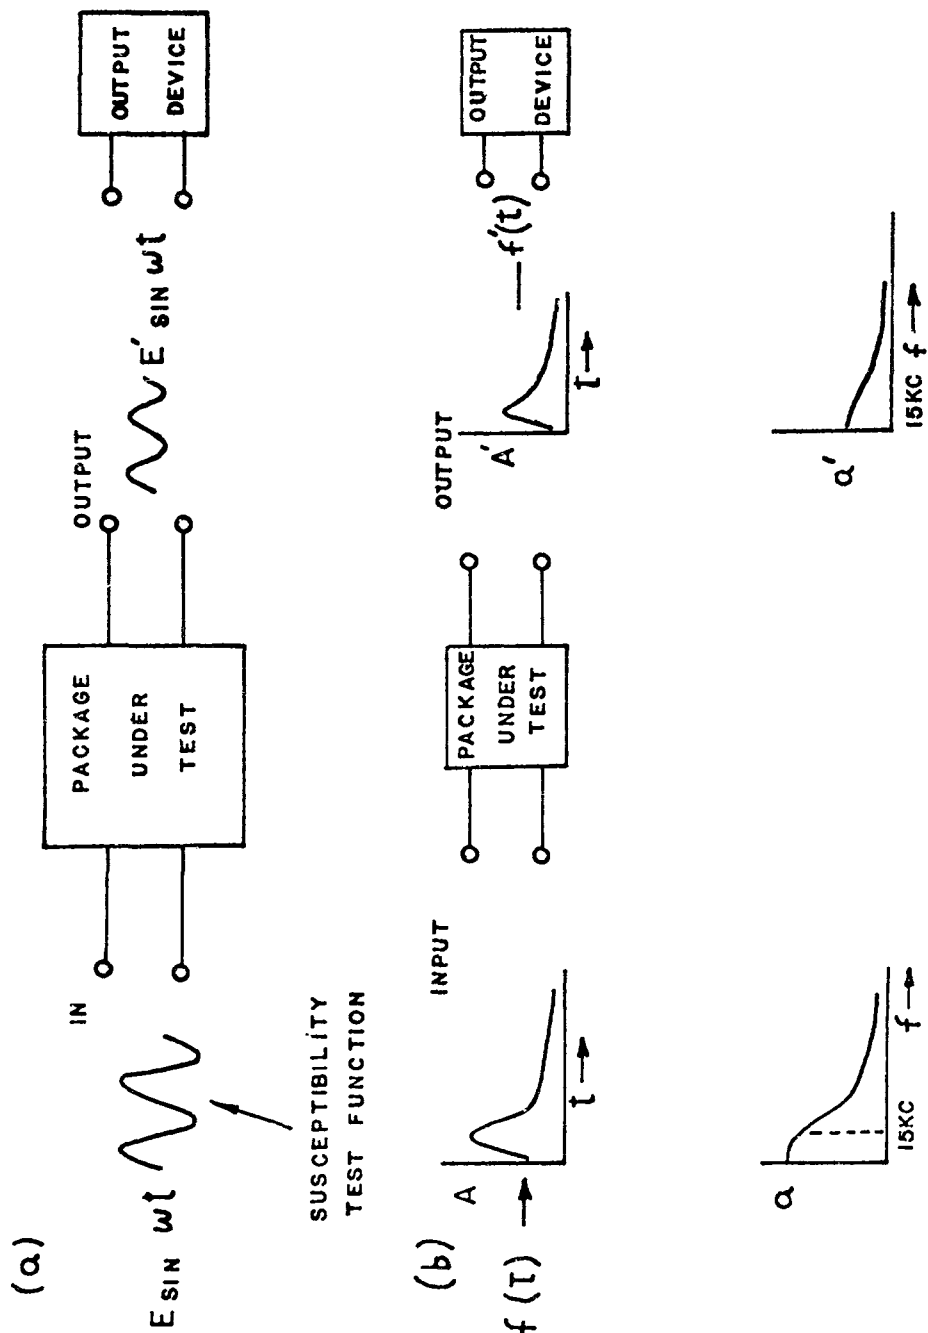 (a)
E SIN ωt
SUSCEPTIBILITY
TEST FUNCTION
IN
PACKAGE
UNDER
TEST
OUTPUT
E' SIN ωt
OUTPUT
DEVICE
(b)
f (τ)
A
t
INPUT
PACKAGE
UNDER
TEST
OUTPUT
A'
t
f'(t)
OUTPUT
DEVICE
a
15KC
f
a'
15KC f